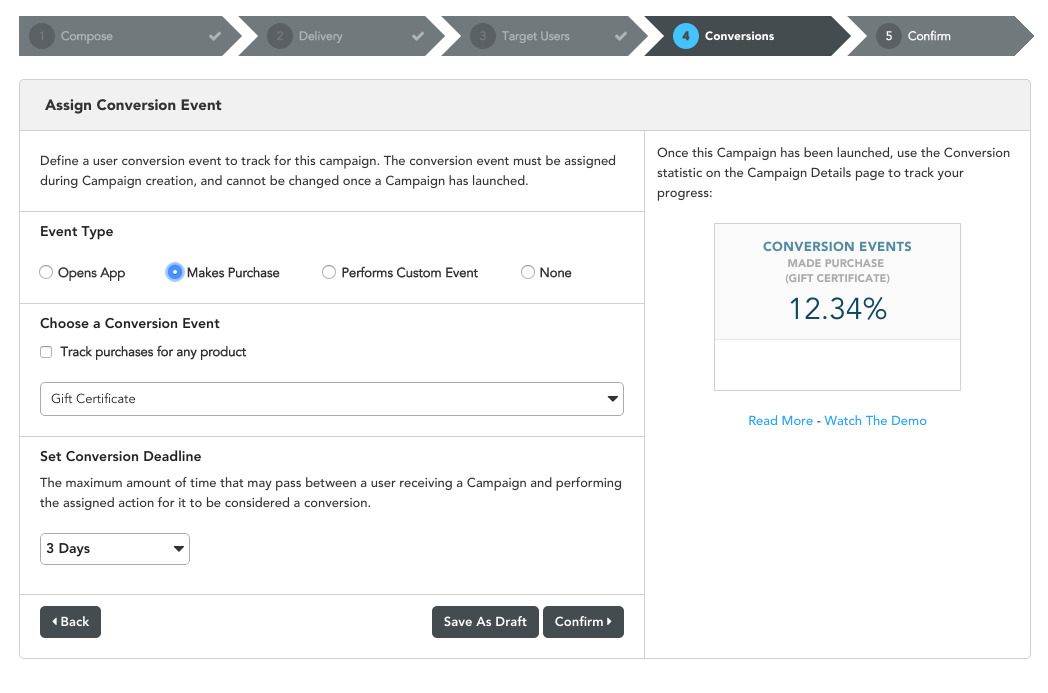 1 Compose
2 Delivery
3 Target Users
4 Conversions
5 Confirm
Assign Conversion Event
Define a user conversion event to track for this campaign. The conversion event must be assigned
during Campaign creation, and cannot be changed once a Campaign has launched.
Event Type
Opens App
Makes Purchase
Performs Custom Event
None
Choose a Conversion Event
Track purchases for any product
Gift Certificate
Set Conversion Deadline
The maximum amount of time that may pass between a user receiving a Campaign and performing
the assigned action for it to be considered a conversion.
3 Days
Back
Save As Draft
Confirm
Once this Campaign has been launched, use the Conversion
statistic on the Campaign Details page to track your
progress:
CONVERSION EVENTS
MADE PURCHASE
(GIFT CERTIFICATE)
12.34%
Read More - Watch The Demo